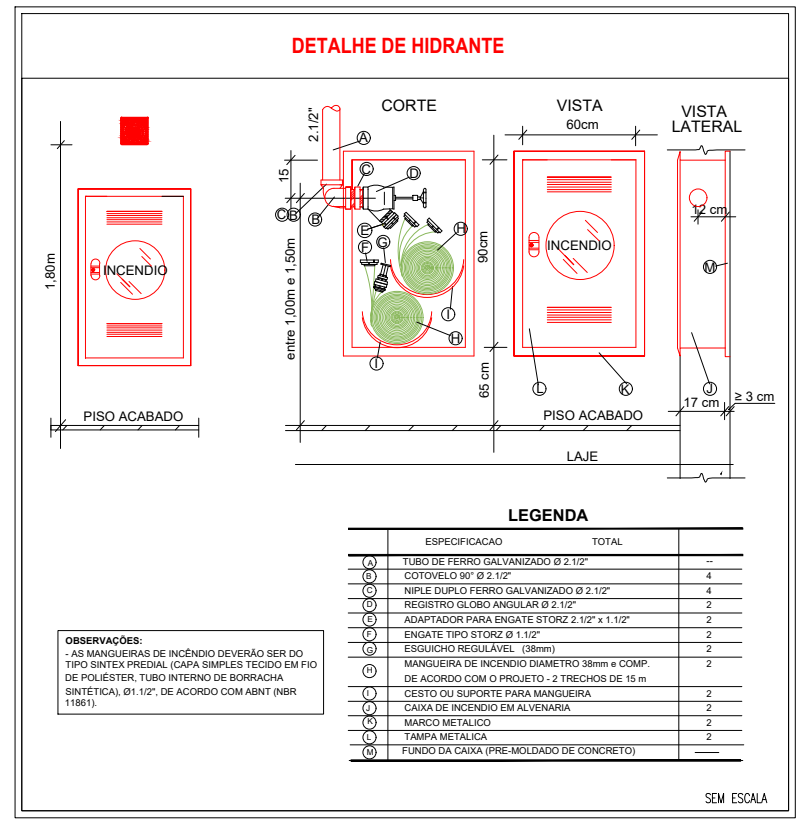 DETALHE DE HIDRANTE
CORTE
VISTA
VISTA
LATERAL
60cm
2.1/2"
A
C
D
15
C
B
B
E
F
G
H
H
I
I
1,80m
INCENDIO
entre 1,00m e 1,50m
90cm
65 cm
INCENDIO
12 cm
M
L
K
J
17 cm
≥ 3 cm
PISO ACABADO
PISO ACABADO
LAJE
LEGENDA
ESPECIFICACAO TOTAL
A TUBO DE FERRO GALVANIZADO Ø 2.1/2" --
B COTOVELO 90° Ø 2.1/2" 4
C NIPLE DUPLO FERRO GALVANIZADO Ø 2.1/2" 4
D REGISTRO GLOBO ANGULAR Ø 2.1/2" 2
E ADAPTADOR PARA ENGATE STORZ 2.1/2" x 1.1/2" 2
F ENGATE TIPO STORZ Ø 1.1/2" 2
G ESGUICHO REGULÁVEL (38mm) 2
H MANGUEIRA DE INCENDIO DIAMETRO 38mm e COMP. 2
DE ACORDO COM O PROJETO - 2 TRECHOS DE 15 m
I CESTO OU SUPORTE PARA MANGUEIRA 2
J CAIXA DE INCENDIO EM ALVENARIA 2
K MARCO METALICO 2
L TAMPA METALICA 2
M FUNDO DA CAIXA (PRE-MOLDADO DE CONCRETO) ——
OBSERVAÇÕES:
- AS MANGUEIRAS DE INCÊNDIO DEVERÃO SER DO
TIPO SINTEX PREDIAL (CAPA SIMPLES TECIDO EM FIO
DE POLIÉSTER, TUBO INTERNO DE BORRACHA
SINTÉTICA), Ø1.1/2", DE ACORDO COM ABNT (NBR
11861).
SEM ESCALA